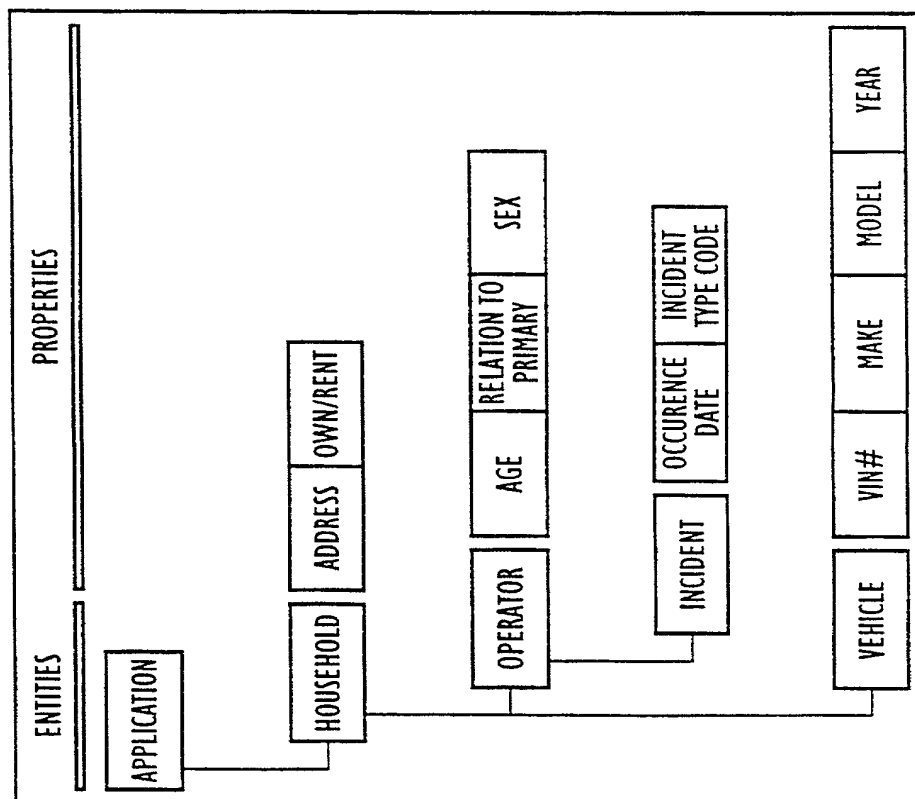 ENTITIES
PROPERTIES
APPLICATION
HOUSEHOLD
ADDRESS
OWN/RENT
OPERATOR
AGE
RELATION TO
PRIMARY
SEX
INCIDENT
OCCURENCE
DATE
INCIDENT
TYPE CODE
VEHICLE
VIN#
MAKE
MODEL
YEAR